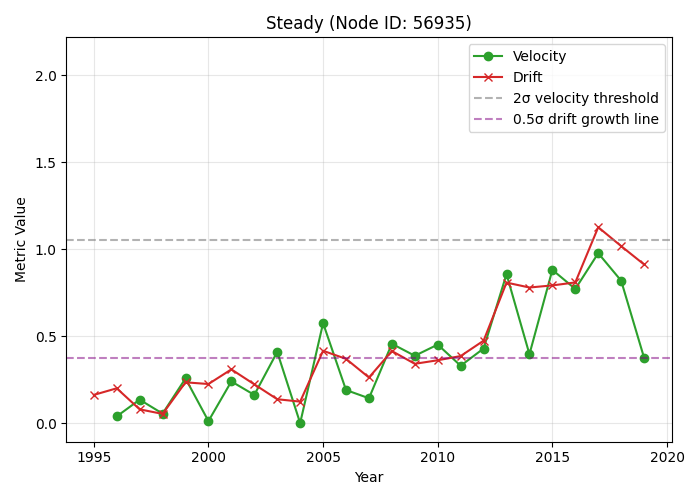 Steady (Node ID: 56935)
Velocity
Drift
2σ velocity threshold
0.5σ drift growth line
Metric Value
2.0
1.5
1.0
0.5
0.0
1995 2000 2005 2010 2015 2020
Year